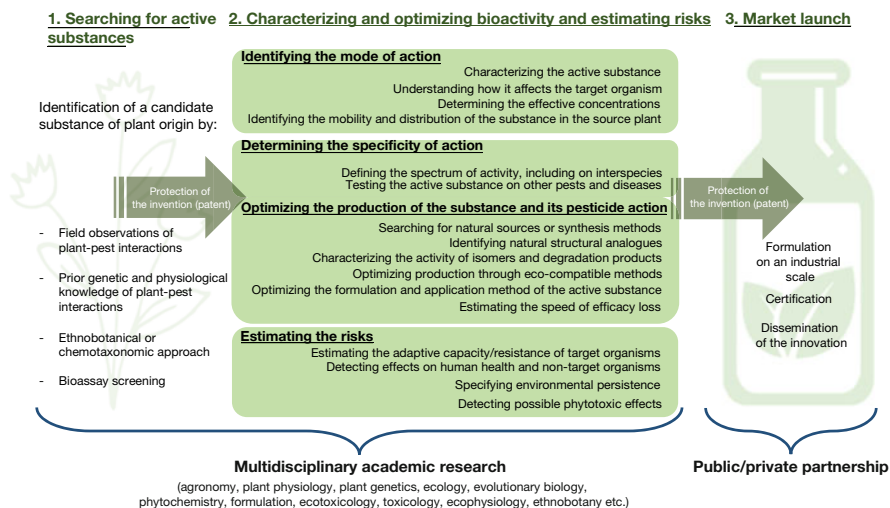 1. Searching for active
substances
2. Characterizing and optimizing bioactivity and estimating risks
3. Market launch
Identification of a candidate
substance of plant origin by:
Protection of
the invention (patent)
- Field observations of
plant-pest interactions
- Prior genetic and physiological
knowledge of plant-pest
interactions
- Ethnobotanical or
chemotaxonomic approach
- Bioassay screening
Identifying the mode of action
Characterizing the active substance
Understanding how it affects the target organism
Determining the effective concentrations
Identifying the mobility and distribution of the substance in the source plant
Determining the specificity of action
Defining the spectrum of activity, including on interspecies
Testing the active substance on other pests and diseases
Optimizing the production of the substance and its pesticide action
Searching for natural sources or synthesis methods
Identifying natural structural analogues
Characterizing the activity of isomers and degradation products
Optimizing production through eco-compatible methods
Optimizing the formulation and application method of the active substance
Estimating the speed of efficacy loss
Estimating the risks
Estimating the adaptive capacity/resistance of target organisms
Detecting effects on human health and non-target organisms
Specifying environmental persistence
Detecting possible phytotoxic effects
Protection of
the invention (patent)
Formulation
on an industrial
scale
Certification
Dissemination
of the innovation
Multidisciplinary academic research
(agronomy, plant physiology, plant genetics, ecology, evolutionary biology,
phytochemistry, formulation, ecotoxicology, toxicology, ecophysiology, ethnobotany etc.)
Public/private partnership